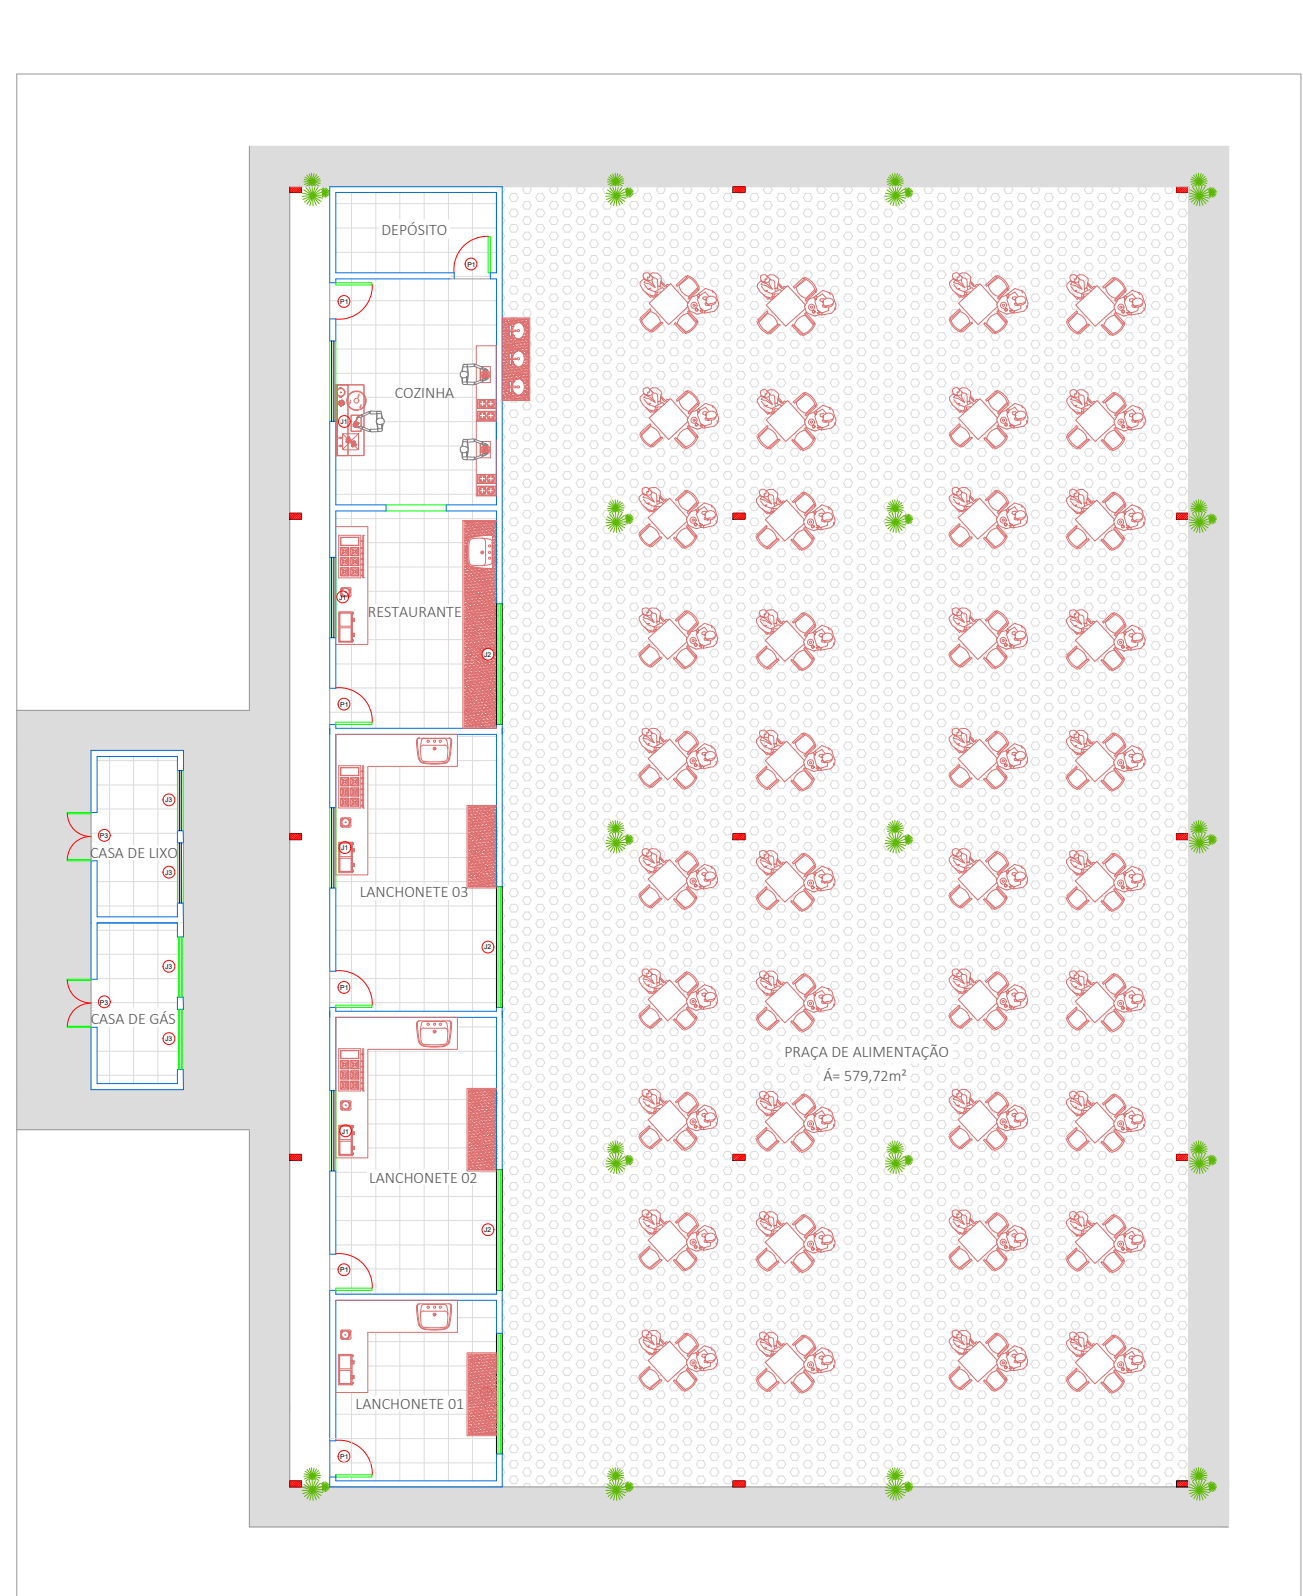 DEPÓSITO
P1
P1
COZINHA
J1
J1
RESTAURANTE
J2
P1
J3
P3
CASA DE LIXO
J1
J3
LANCHONETE 03
J2
J3
P1
P3
CASA DE GÁS
J3
PRAÇA DE ALIMENTAÇÃO
Á= 579,72m²
J1
LANCHONETE 02
J2
P1
LANCHONETE 01
P1